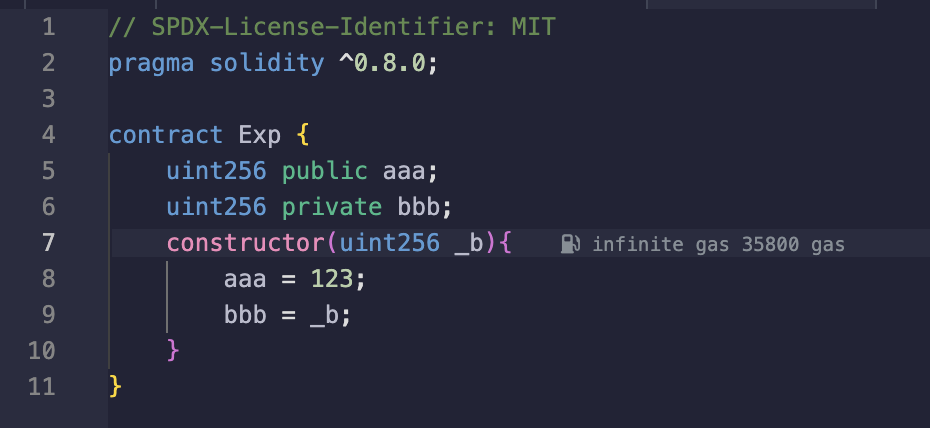 1 // SPDX-License-Identifier: MIT
2 pragma solidity ^0.8.0;
3
4 contract Exp {
5 uint256 public aaa;
6 uint256 private bbb;
7 constructor(uint256 _b){ infinite gas 35800 gas
8 aaa = 123;
9 bbb = _b;
10 }
11 }